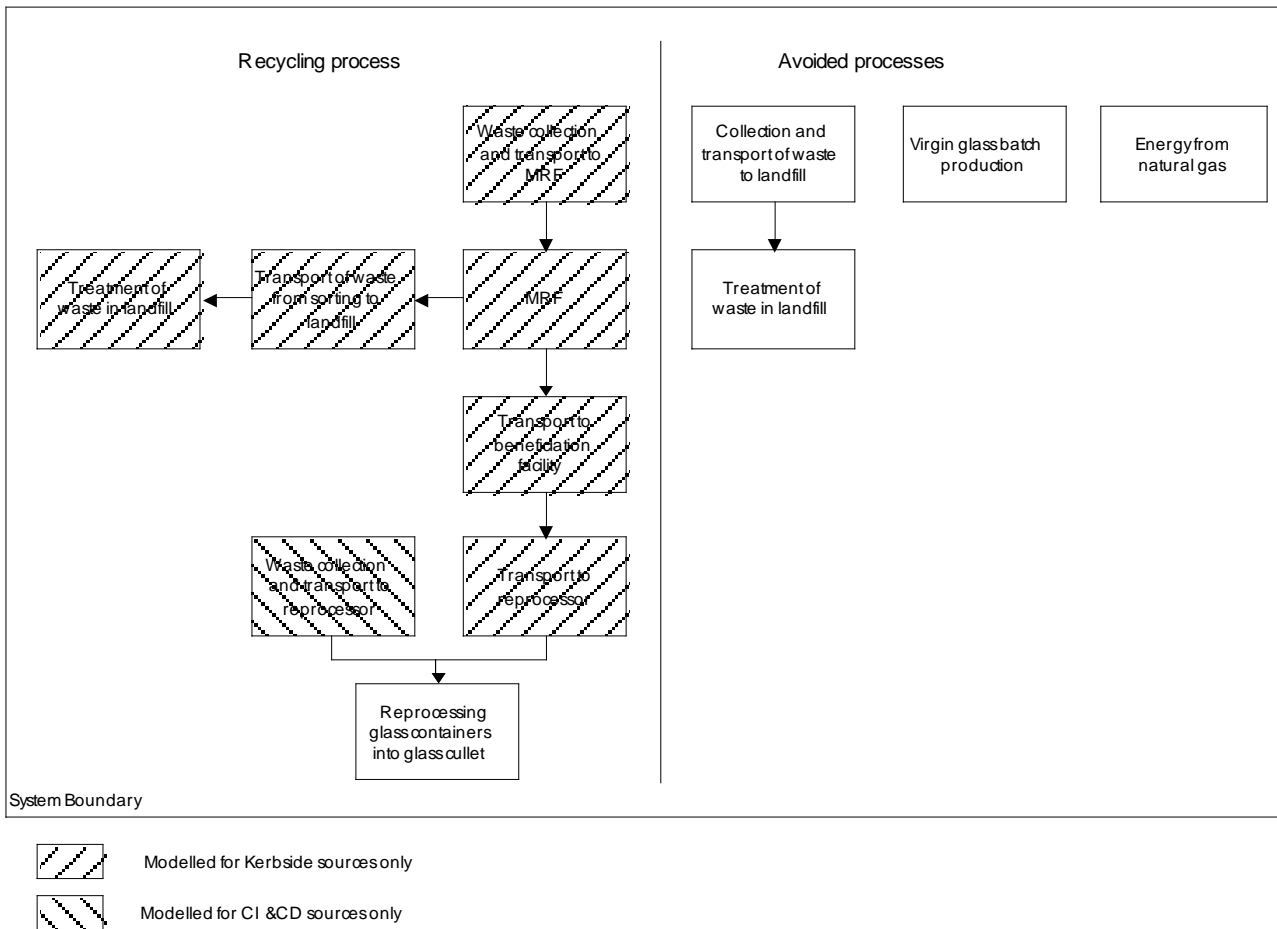 Recycling process
Avoided processes
Waste collection
and transport to
MRF
Collection and
transport of waste
to landfill
Virgin glass batch
production
Energy from
natural gas
Treatment of
waste in landfill
Transport of waste
from sorting to
landfill
MRF
Treatment of
waste in landfill
Transport to
beneficiation
facility
Waste collection
and transport to
reprocessor
Transport to
reprocessor
Reprocessing
glass containers
into glass cullet
System Boundary
Modelled for Kerbside sources only
Modelled for CI &CD sources only